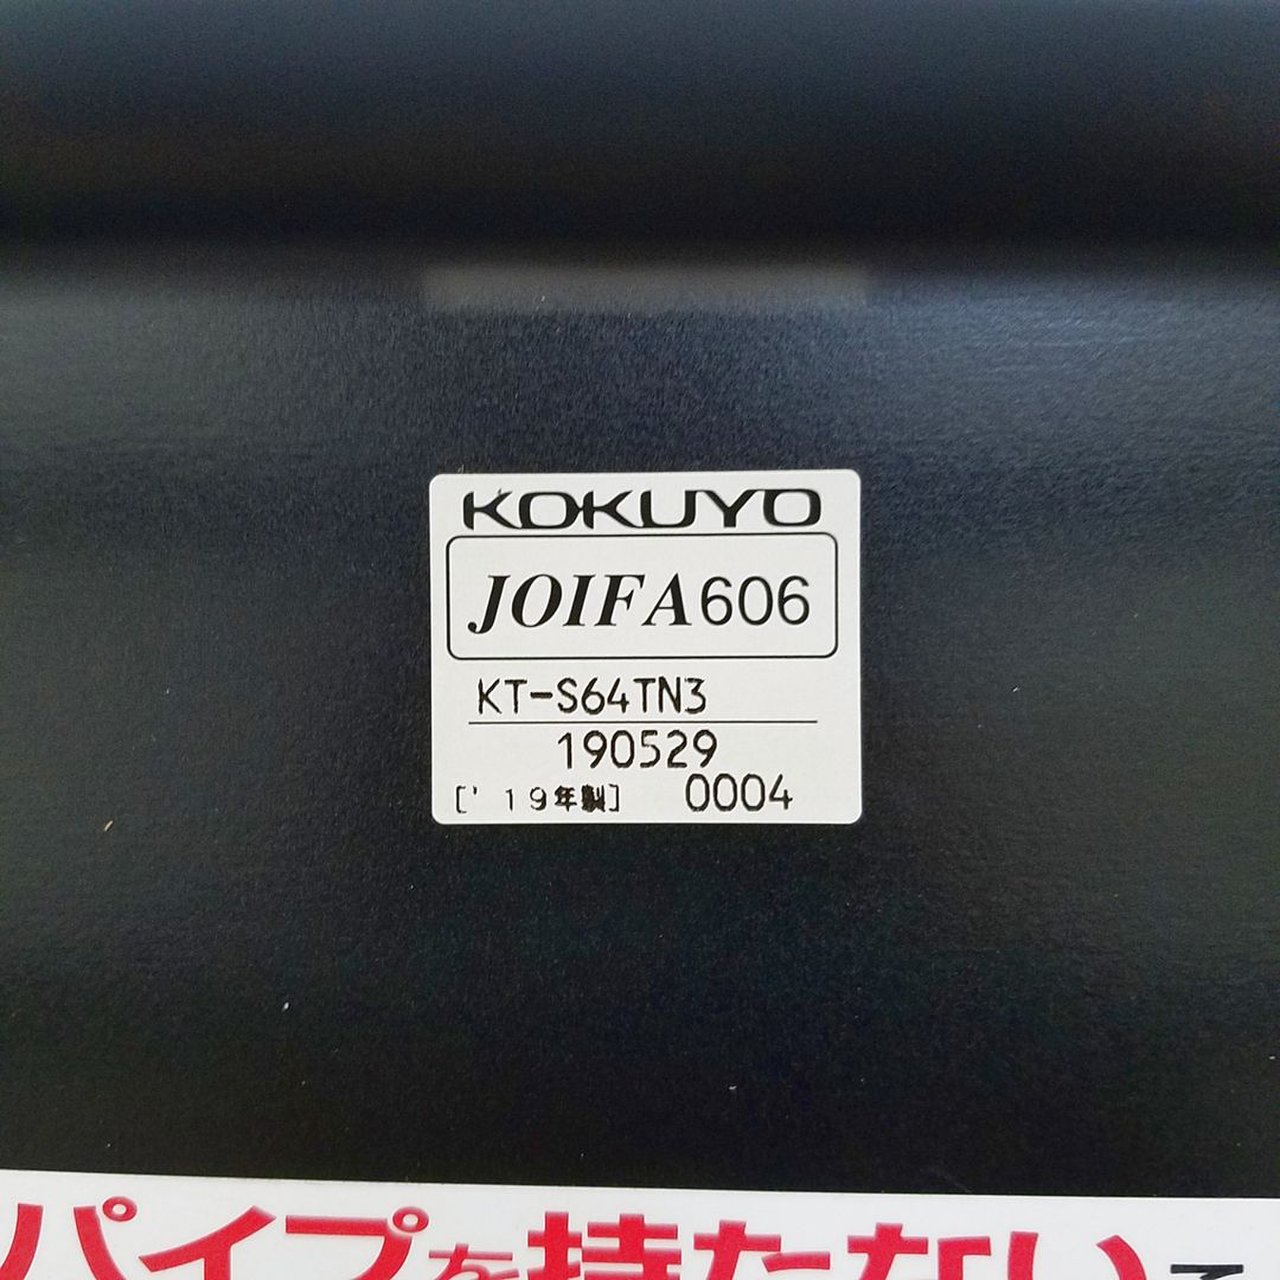 KOKUYO
JOIFA606
KT-S64TN3
190529
['19年製] 0004
パイプを持たない